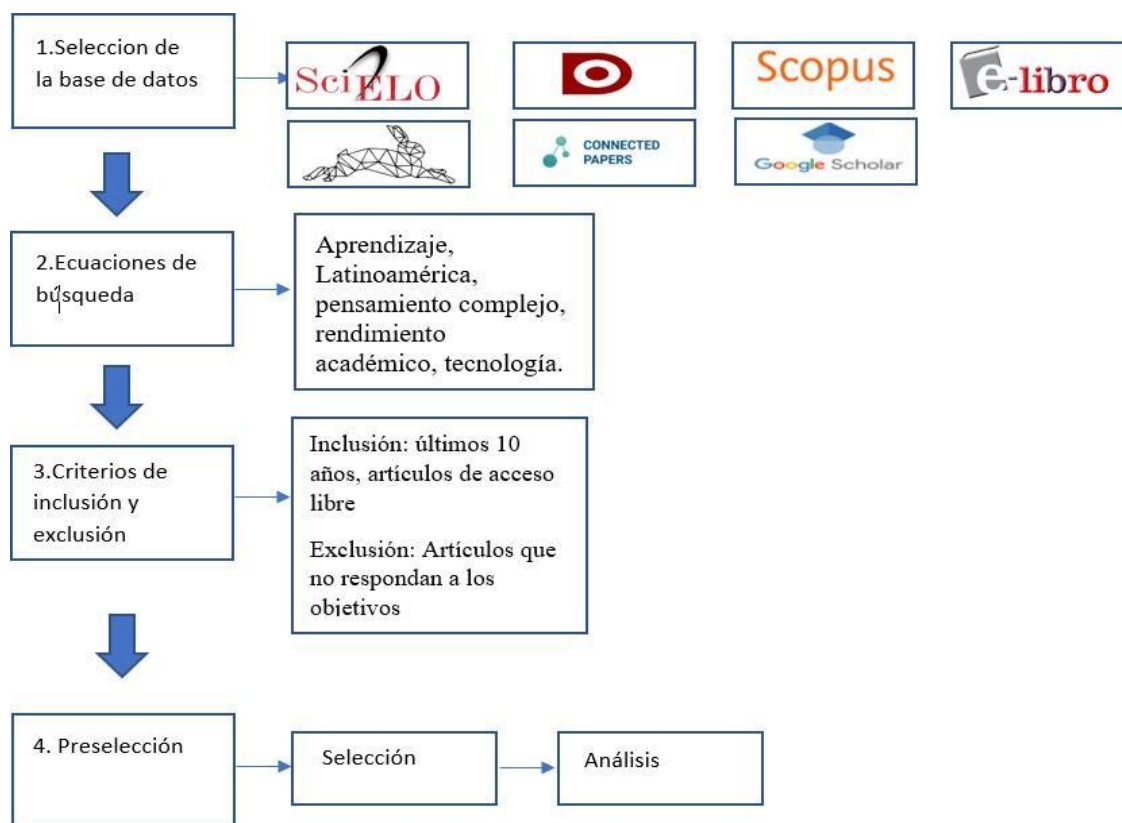 1.Seleccion de
la base de datos
SciELO
D
Scopus
e-libro
CONNECTED
PAPERS
Google Scholar
2.Ecuaciones de
búsqueda
Aprendizaje,
Latinoamérica,
pensamiento complejo,
rendimiento
académico, tecnología.
3.Criterios de
inclusión y
exclusión
Inclusión: últimos 10
años, artículos de acceso
libre
Exclusión: Artículos que
no respondan a los
objetivos
4. Preselección
Selección
Análisis